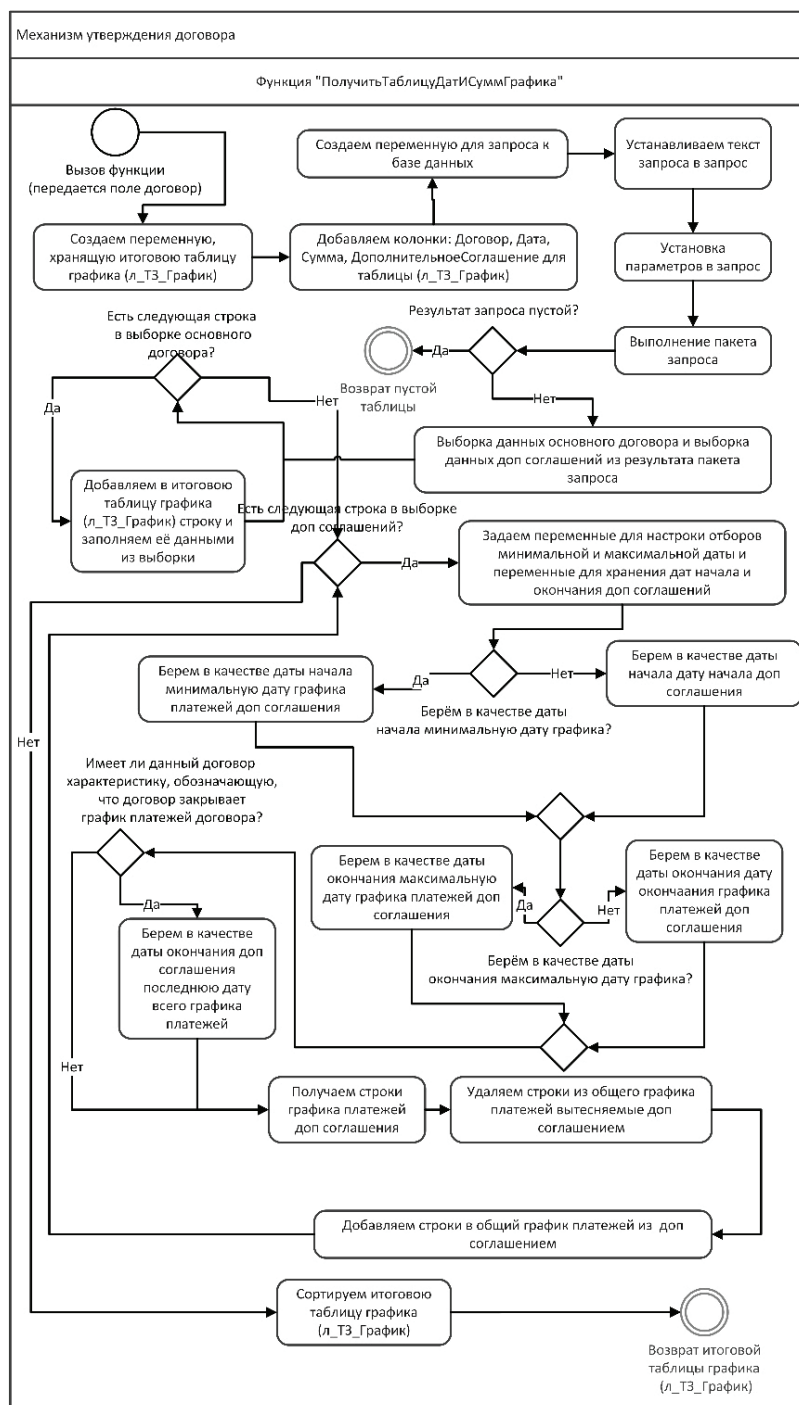 Механизм утверждения договора
Функция "ПолучитьТаблицуДатИСуммГрафика"
Вызов функции
(передается поле договор)
Создаем переменную,
хранящую итоговою таблицу
графика (л_ТЗ_График)
Добавляем колонки: Договор, Дата,
Сумма, ДополнительноеСоглашение для
таблицы (л_ТЗ_График)
Создаем переменную для запроса к
базе данных
Устанавливаем текст
запроса в запрос
Установка
параметров в запрос
Выполнение пакета
запроса
Результат запроса пустой?
Да
Возврат пустой
таблицы
Нет
Выборка данных основного договора и выборка
данных доп соглашений из результата пакета
запроса
Есть следующая строка
в выборке основного
договора?
Да
Нет
Добавляем в итоговою
таблицу графика
(л_ТЗ_График) строку и
заполняем её данными
из выборки
Есть следующая строка в выборке
доп соглашений?
Да
Нет
Задаем переменные для настройки отборов
минимальной и максимальной даты и
переменные для хранения дат начала и
окончания доп соглашений
Берём в качестве даты
начала минимальную дату графика?
Да
Нет
Берем в качестве даты начала
минимальную дату графика
платежей доп соглашения
Берем в качестве даты
начала дату начала доп
соглашения
Берём в качестве даты
окончания максимальную дату графика?
Да
Нет
Берем в качестве даты
окончания максимальную
дату графика платежей доп
соглашения
Берем в качестве
даты окончания дату
окончаания графика
платежей доп
соглашения
Имеет ли данный договор
характеристику, обозначающую,
что договор закрывает
график платежей договора?
Да
Нет
Берем в качестве
даты окончания доп
соглашения
последнюю дату
всего графика
платежей
Получаем строки
графика платежей
доп соглашения
Удаляем строки из общего графика
платежей вытесняемые доп
соглашением
Добавляем строки в общий график платежей из доп
соглашением
Сортируем итоговою
таблицу графика
(л_ТЗ_График)
Возврат итоговой
таблицы графика
(л_ТЗ_График)